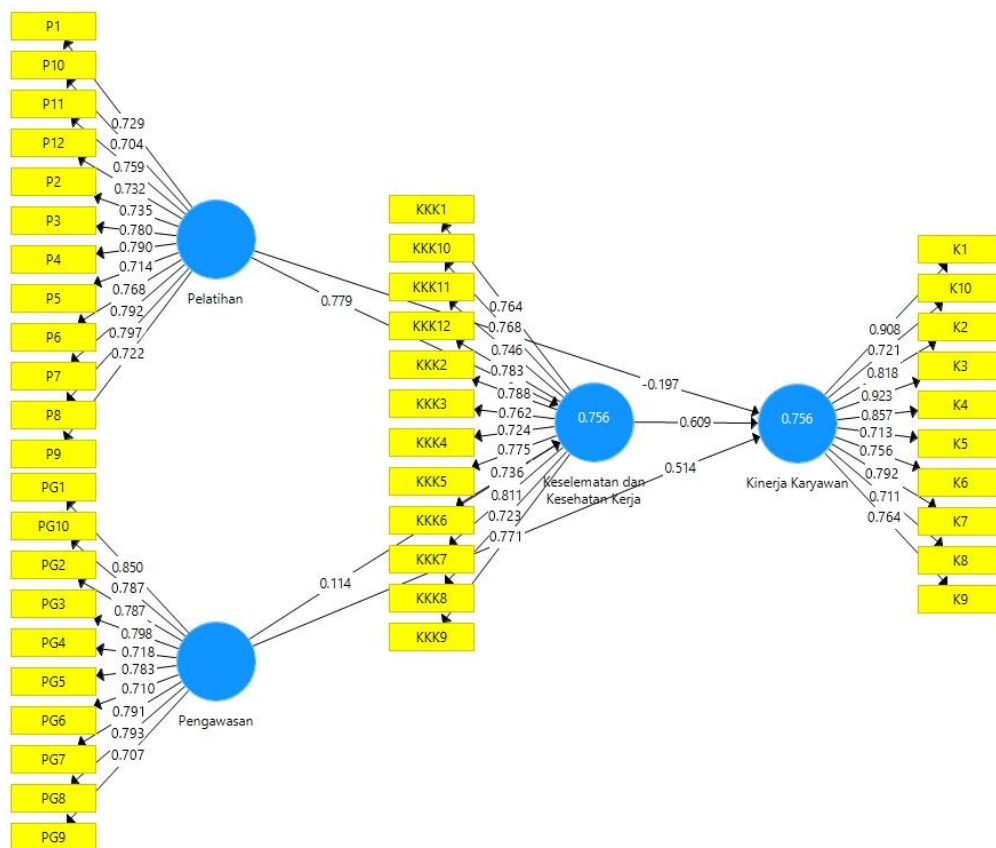 P1
P10
P11
P12
P2
P3
P4
P5
P6
P7
P8
P9
0.729
0.704
0.759
0.732
0.735
0.780
0.790
0.714
0.768
0.792
0.797
0.722
Pelatihan
PG1
PG10
PG2
PG3
PG4
PG5
PG6
PG7
PG8
PG9
0.850
0.787
0.787
0.798
0.718
0.783
0.710
0.791
0.793
0.707
Pengawasan
0.779
-0.197
0.114
0.514
KKK1
KKK10
KKK11
KKK12
KKK2
KKK3
KKK4
KKK5
KKK6
KKK7
KKK8
KKK9
0.764
0.768
0.746
0.783
0.788
0.762
0.724
0.775
0.736
0.811
0.723
0.771
0.756
Keselematan dan
Kesehatan Kerja
0.609
0.756
Kinerja Karyawan
0.908
0.721
0.818
0.923
0.857
0.713
0.756
0.792
0.711
0.764
K1
K10
K2
K3
K4
K5
K6
K7
K8
K9